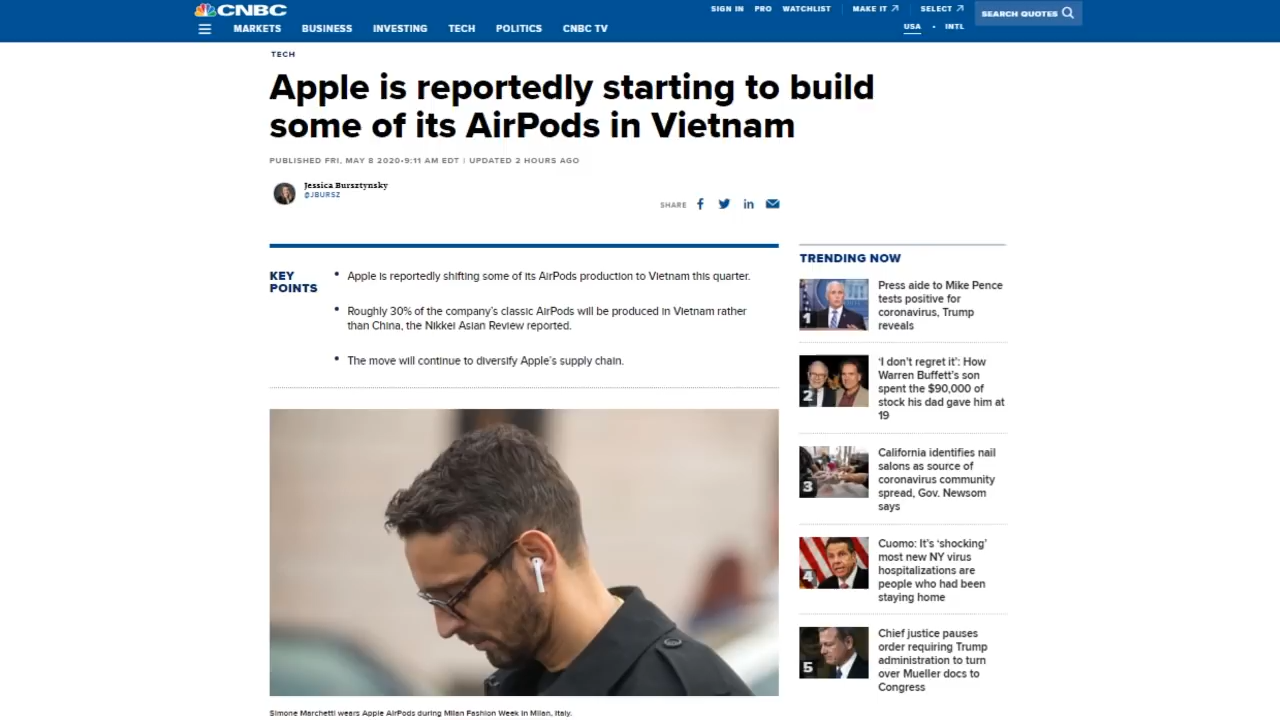 CNBC
SIGN IN PRO WATCHLIST MAKE IT SELECT
SEARCH QUOTES
MARKETS BUSINESS INVESTING TECH POLITICS CNBC TV
USA • INTL
TECH
Apple is reportedly starting to build
some of its AirPods in Vietnam
PUBLISHED FRI, MAY 8 2020•9:11 AM EDT | UPDATED 2 HOURS AGO
Jessica Bursztynsky
@JBURSZ
SHARE
KEY
POINTS
• Apple is reportedly shifting some of its AirPods production to Vietnam this quarter.
• Roughly 30% of the company's classic AirPods will be produced in Vietnam rather
than China, the Nikkei Asian Review reported.
• The move will continue to diversify Apple's supply chain.
Simone Marchetti wears Apple AirPods during Milan Fashion Week in Milan, Italy.
TRENDING NOW
1
Press aide to Mike Pence
tests positive for
coronavirus, Trump
reveals
2
‘I don’t regret it’: How
Warren Buffett’s son
spent the $90,000 of
stock his dad gave him at
19
3
California identifies nail
salons as source of
coronavirus community
spread, Gov. Newsom
says
4
Cuomo: It’s ‘shocking’
most new NY virus
hospitalizations are
people who had been
staying home
5
Chief justice pauses
order requiring Trump
administration to turn
over Mueller docs to
Congress